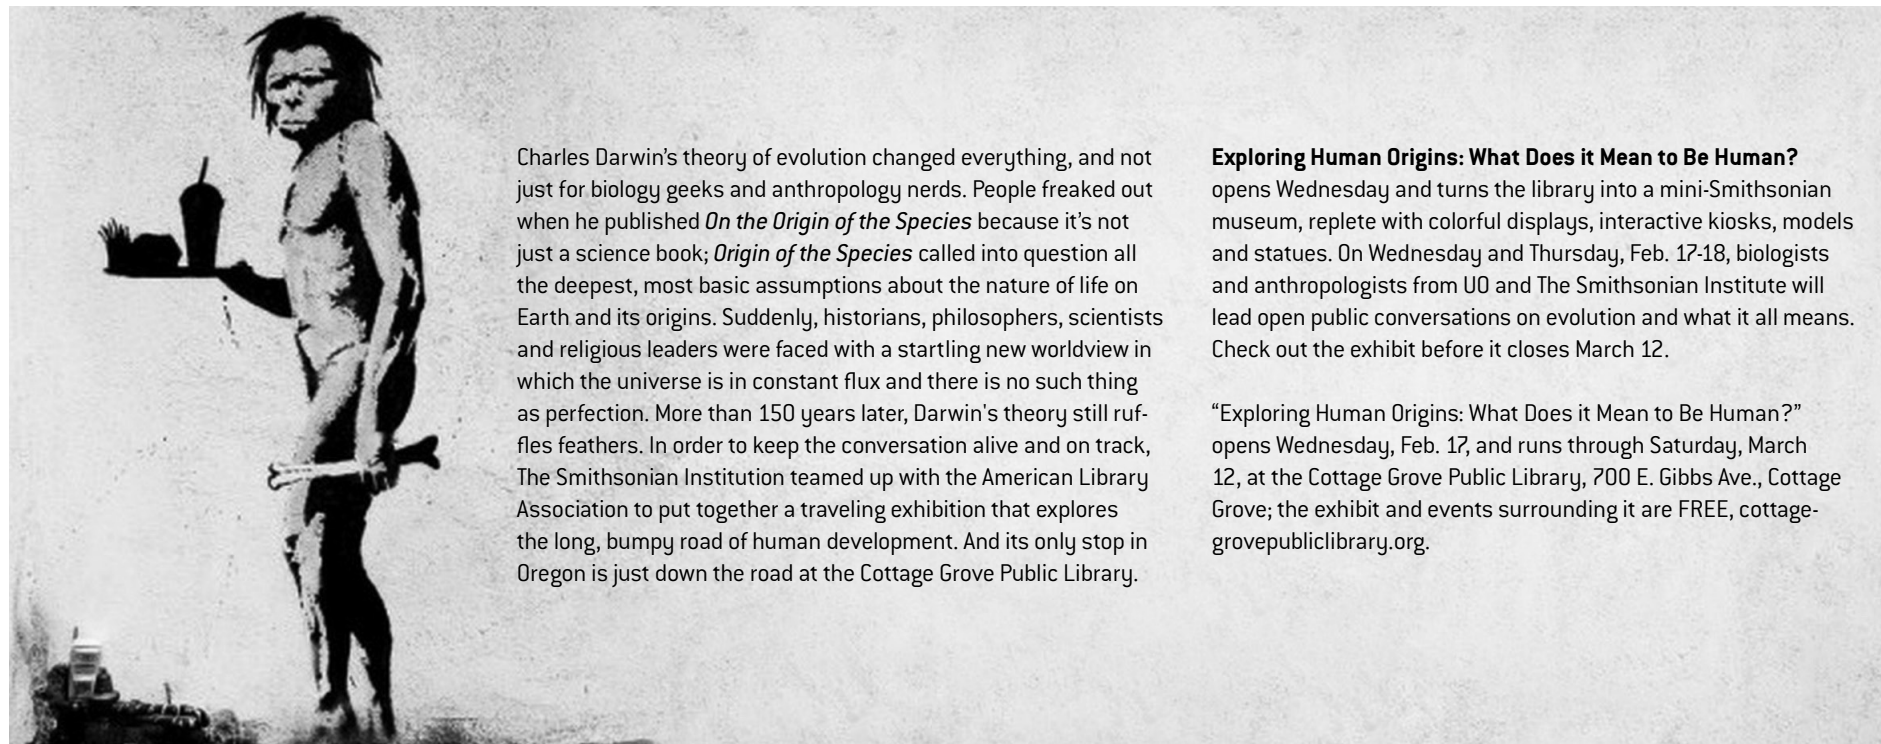 Charles Darwin's theory of evolution changed everything, and not
just for biology geeks and anthropology nerds. People freaked out
when he published On the Origin of the Species because it's not
just a science book; Origin of the Species called into question all
the deepest, most basic assumptions about the nature of life on
Earth and its origins. Suddenly, historians, philosophers, scientists
and religious leaders were faced with a startling new worldview in
which the universe is in constant flux and there is no such thing
as perfection. More than 150 years later, Darwin's theory still ruf-
fles feathers. In order to keep the conversation alive and on track,
The Smithsonian Institution teamed up with the American Library
Association to put together a traveling exhibition that explores
the long, bumpy road of human development. And its only stop in
Oregon is just down the road at the Cottage Grove Public Library.
Exploring Human Origins: What Does it Mean to Be Human?
opens Wednesday and turns the library into a mini-Smithsonian
museum, replete with colorful displays, interactive kiosks, models
and statues. On Wednesday and Thursday, Feb. 17-18, biologists
and anthropologists from UO and The Smithsonian Institute will
lead open public conversations on evolution and what it all means.
Check out the exhibit before it closes March 12.
“Exploring Human Origins: What Does it Mean to Be Human?”
opens Wednesday, Feb. 17, and runs through Saturday, March
12, at the Cottage Grove Public Library, 700 E. Gibbs Ave., Cottage
Grove; the exhibit and events surrounding it are FREE, cottage-
grovepubliclibrary.org.